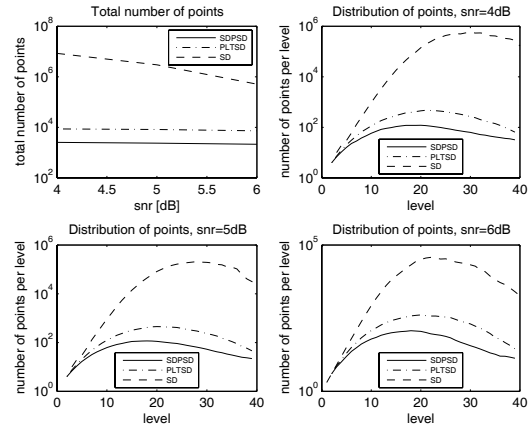 Total number of points
total number of points
10^8
10^6
10^4
10^2
4
4.5
5
5.5
6
snr [dB]
SDPSD
PLTSD
SD
Distribution of points, snr=4dB
number of points per level
10^6
10^4
10^2
10^0
0
10
20
30
40
level
SDPSD
PLTSD
SD
Distribution of points, snr=5dB
number of points per level
10^6
10^4
10^2
10^0
0
10
20
30
40
level
SDPSD
PLTSD
SD
Distribution of points, snr=6dB
number of points per level
10^5
10^0
0
10
20
30
40
level
SDPSD
PLTSD
SD